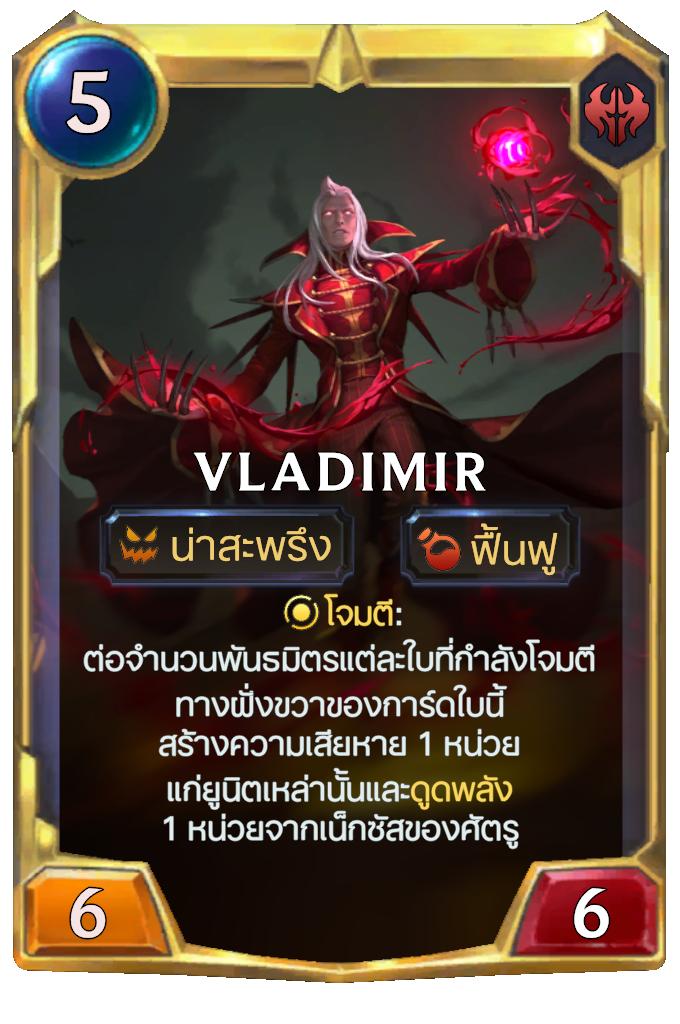 5
VLADIMIR
น่าสะพรึง
ฟื้นฟู
โจมตี:
ต่อจำนวนพันธมิตรแต่ละใบที่กำลังโจมตี
ทางฝั่งขวาของการ์ดใบนี้
สร้างความเสียหาย 1 หน่วย
แก่ยูนิตเหล่านั้นและดูดพลัง
1 หน่วยจากเน็กซัสของศัตรู
6
6